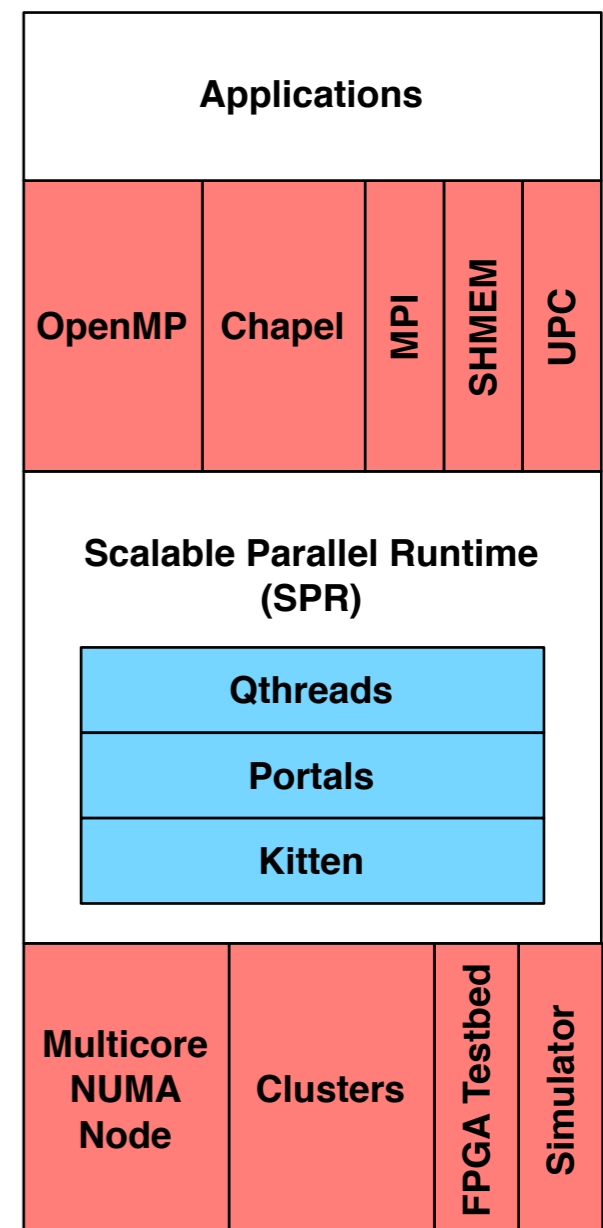 Applications
OpenMP
Chapel
MPI
SHMEM
UPC
Scalable Parallel Runtime
(SPR)
Qthreads
Portals
Kitten
Multicore
NUMA
Node
Clusters
FPGA Testbed
Simulator